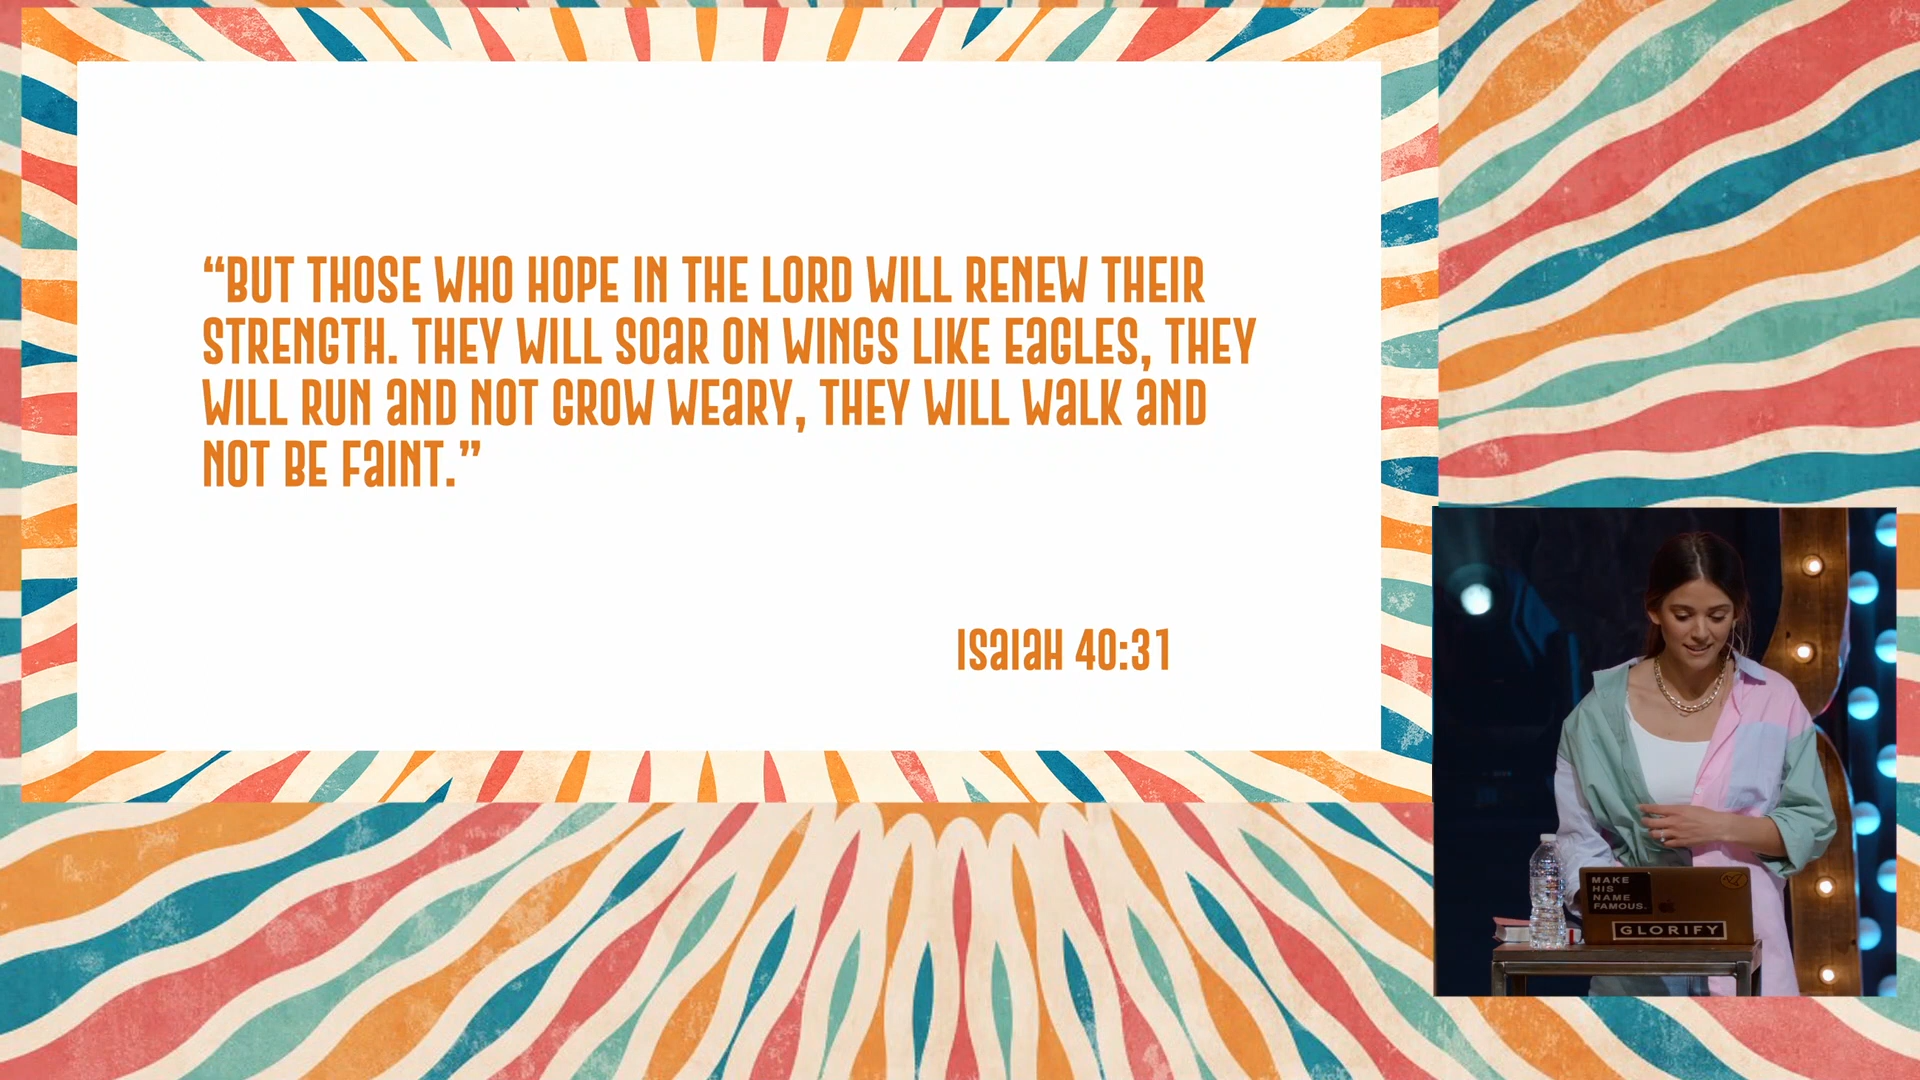 “BUT THOSE WHO HOPE IN THE LORD WILL RENEW THEIR
STRENGTH. THEY WILL SOAR ON WINGS LIKE EAGLES, THEY
WILL RUN AND NOT GROW WEARY, THEY WILL WALK AND
NOT BE FAINT.”
ISAIAH 40:31
MAKE
HIS
NAME
FAMOUS.
GLORIFY